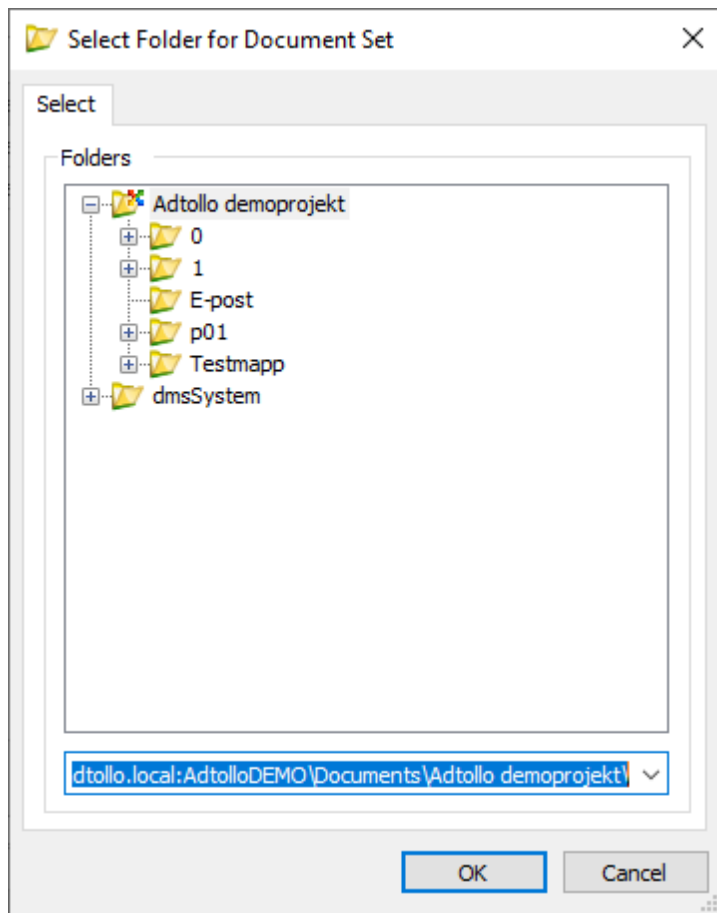 Select Folder for Document Set
Select
Folders
Adtollo demoprojekt
0
1
E-post
p01
Testmapp
dmsSystem
dtollo.local:AdtolloDEMO\Documents\Adtollo demoprojekt\
OK
Cancel